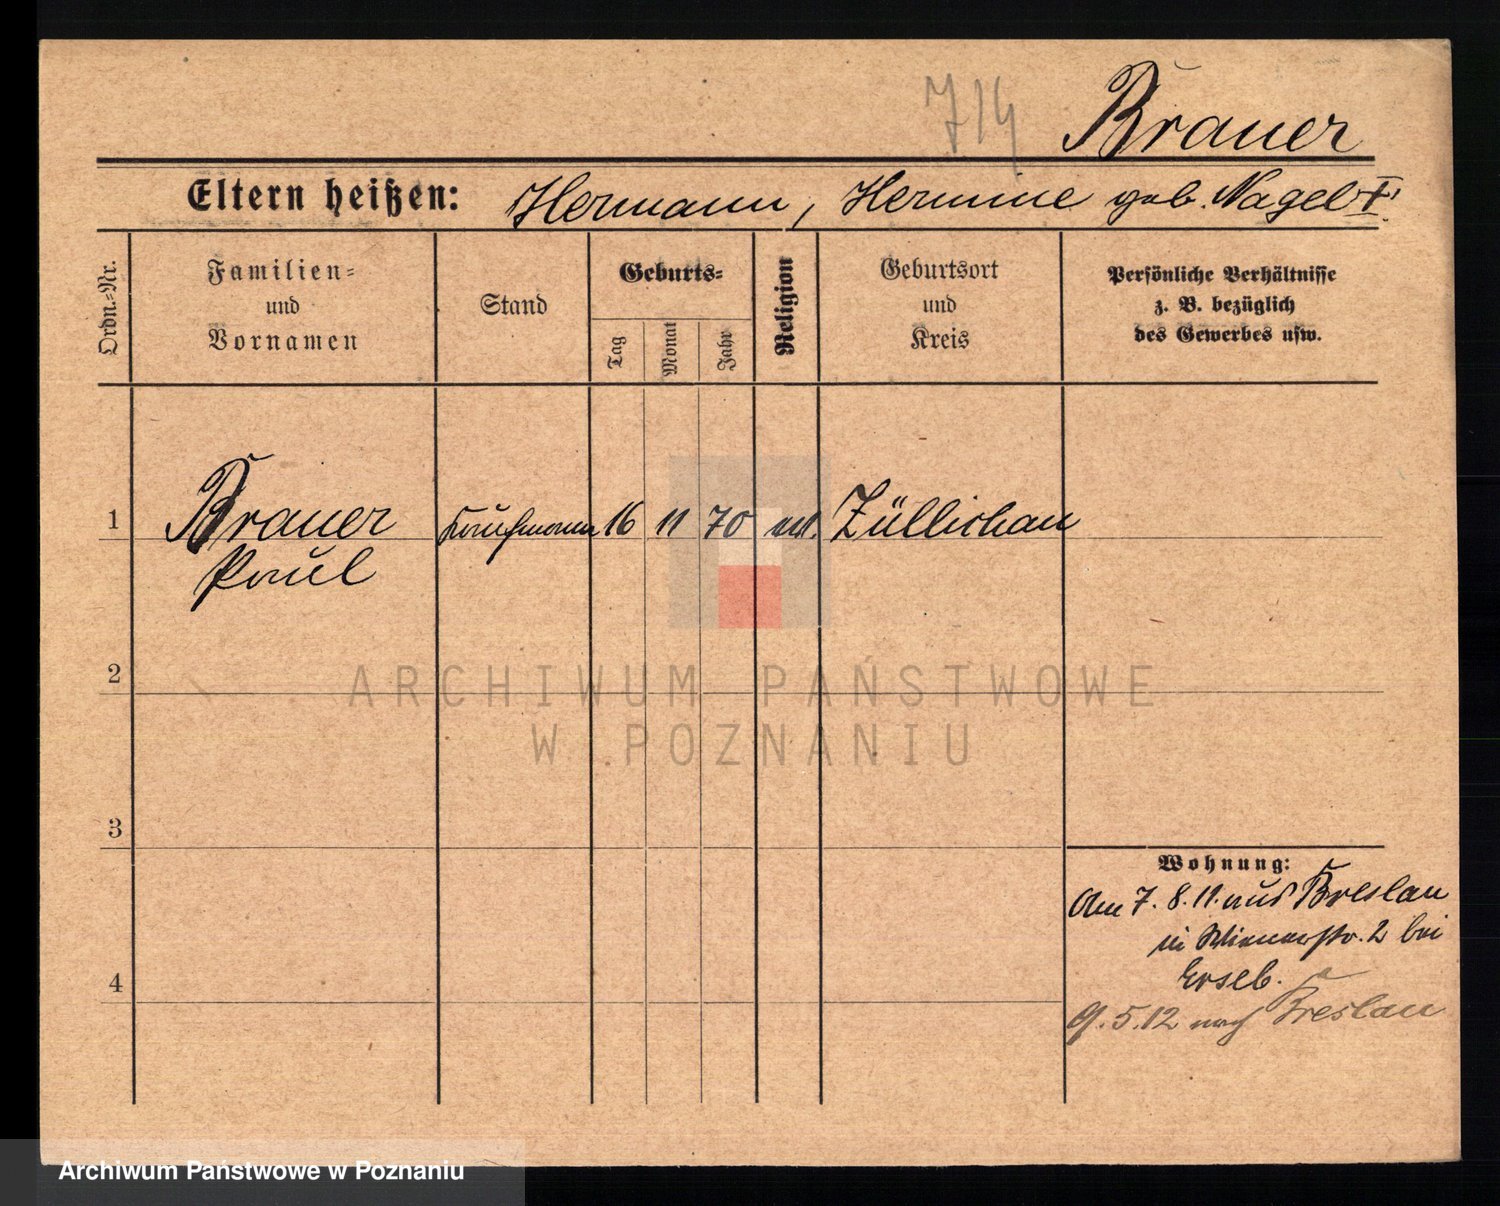 714
Brauer
Eltern heißen: Hermann, Hermine geb. Nagel †.
Ordn.=Nr.
Familien=
und
Vornamen
Stand
Geburts=
Tag
Monat
Jahr
Religion
Geburtsort
und
Kreis
Persönliche Verhältnisse
z. B. bezüglich
des Gewerbes usw.
1 Brauer Kaufmann 16 11 70 Züllichau
Paul
2
3
4
Wohnung:
Am 7. 8. 11. aus Breslau
in 2 bei
Erseb.
9. 5. 12 nach Breslau
ARCHIWUM PAŃSTWOWE
W POZNANIU
Archiwum Państwowe w Poznaniu